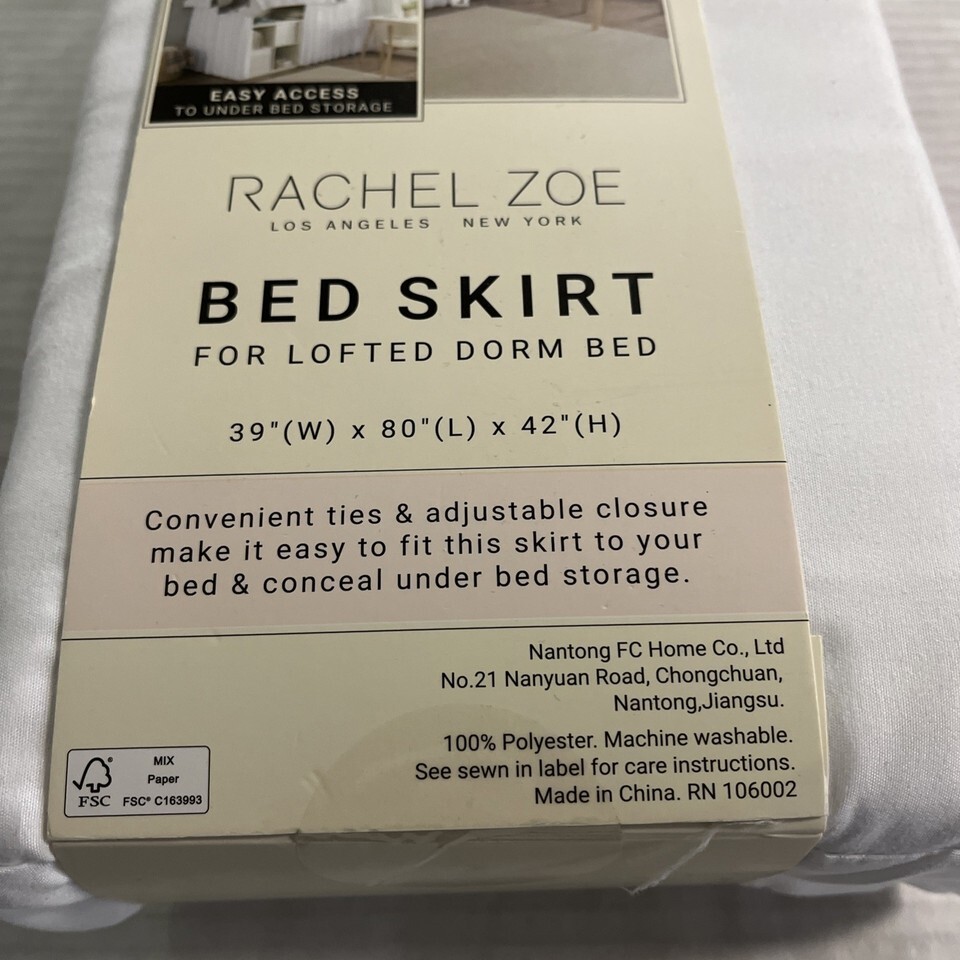 EASY ACCESS
TO UNDER BED STORAGE
RACHEL ZOE
LOS ANGELES NEW YORK
BED SKIRT
FOR LOFTED DORM BED
39"(W) x 80"(L) x 42"(H)
Convenient ties & adjustable closure
make it easy to fit this skirt to your
bed & conceal under bed storage.
Nantong FC Home Co., Ltd
No.21 Nanyuan Road, Chongchuan,
Nantong,Jiangsu.
100% Polyester. Machine washable.
See sewn in label for care instructions.
Made in China. RN 106002
MIX
Paper
FSC® C163993
FSC